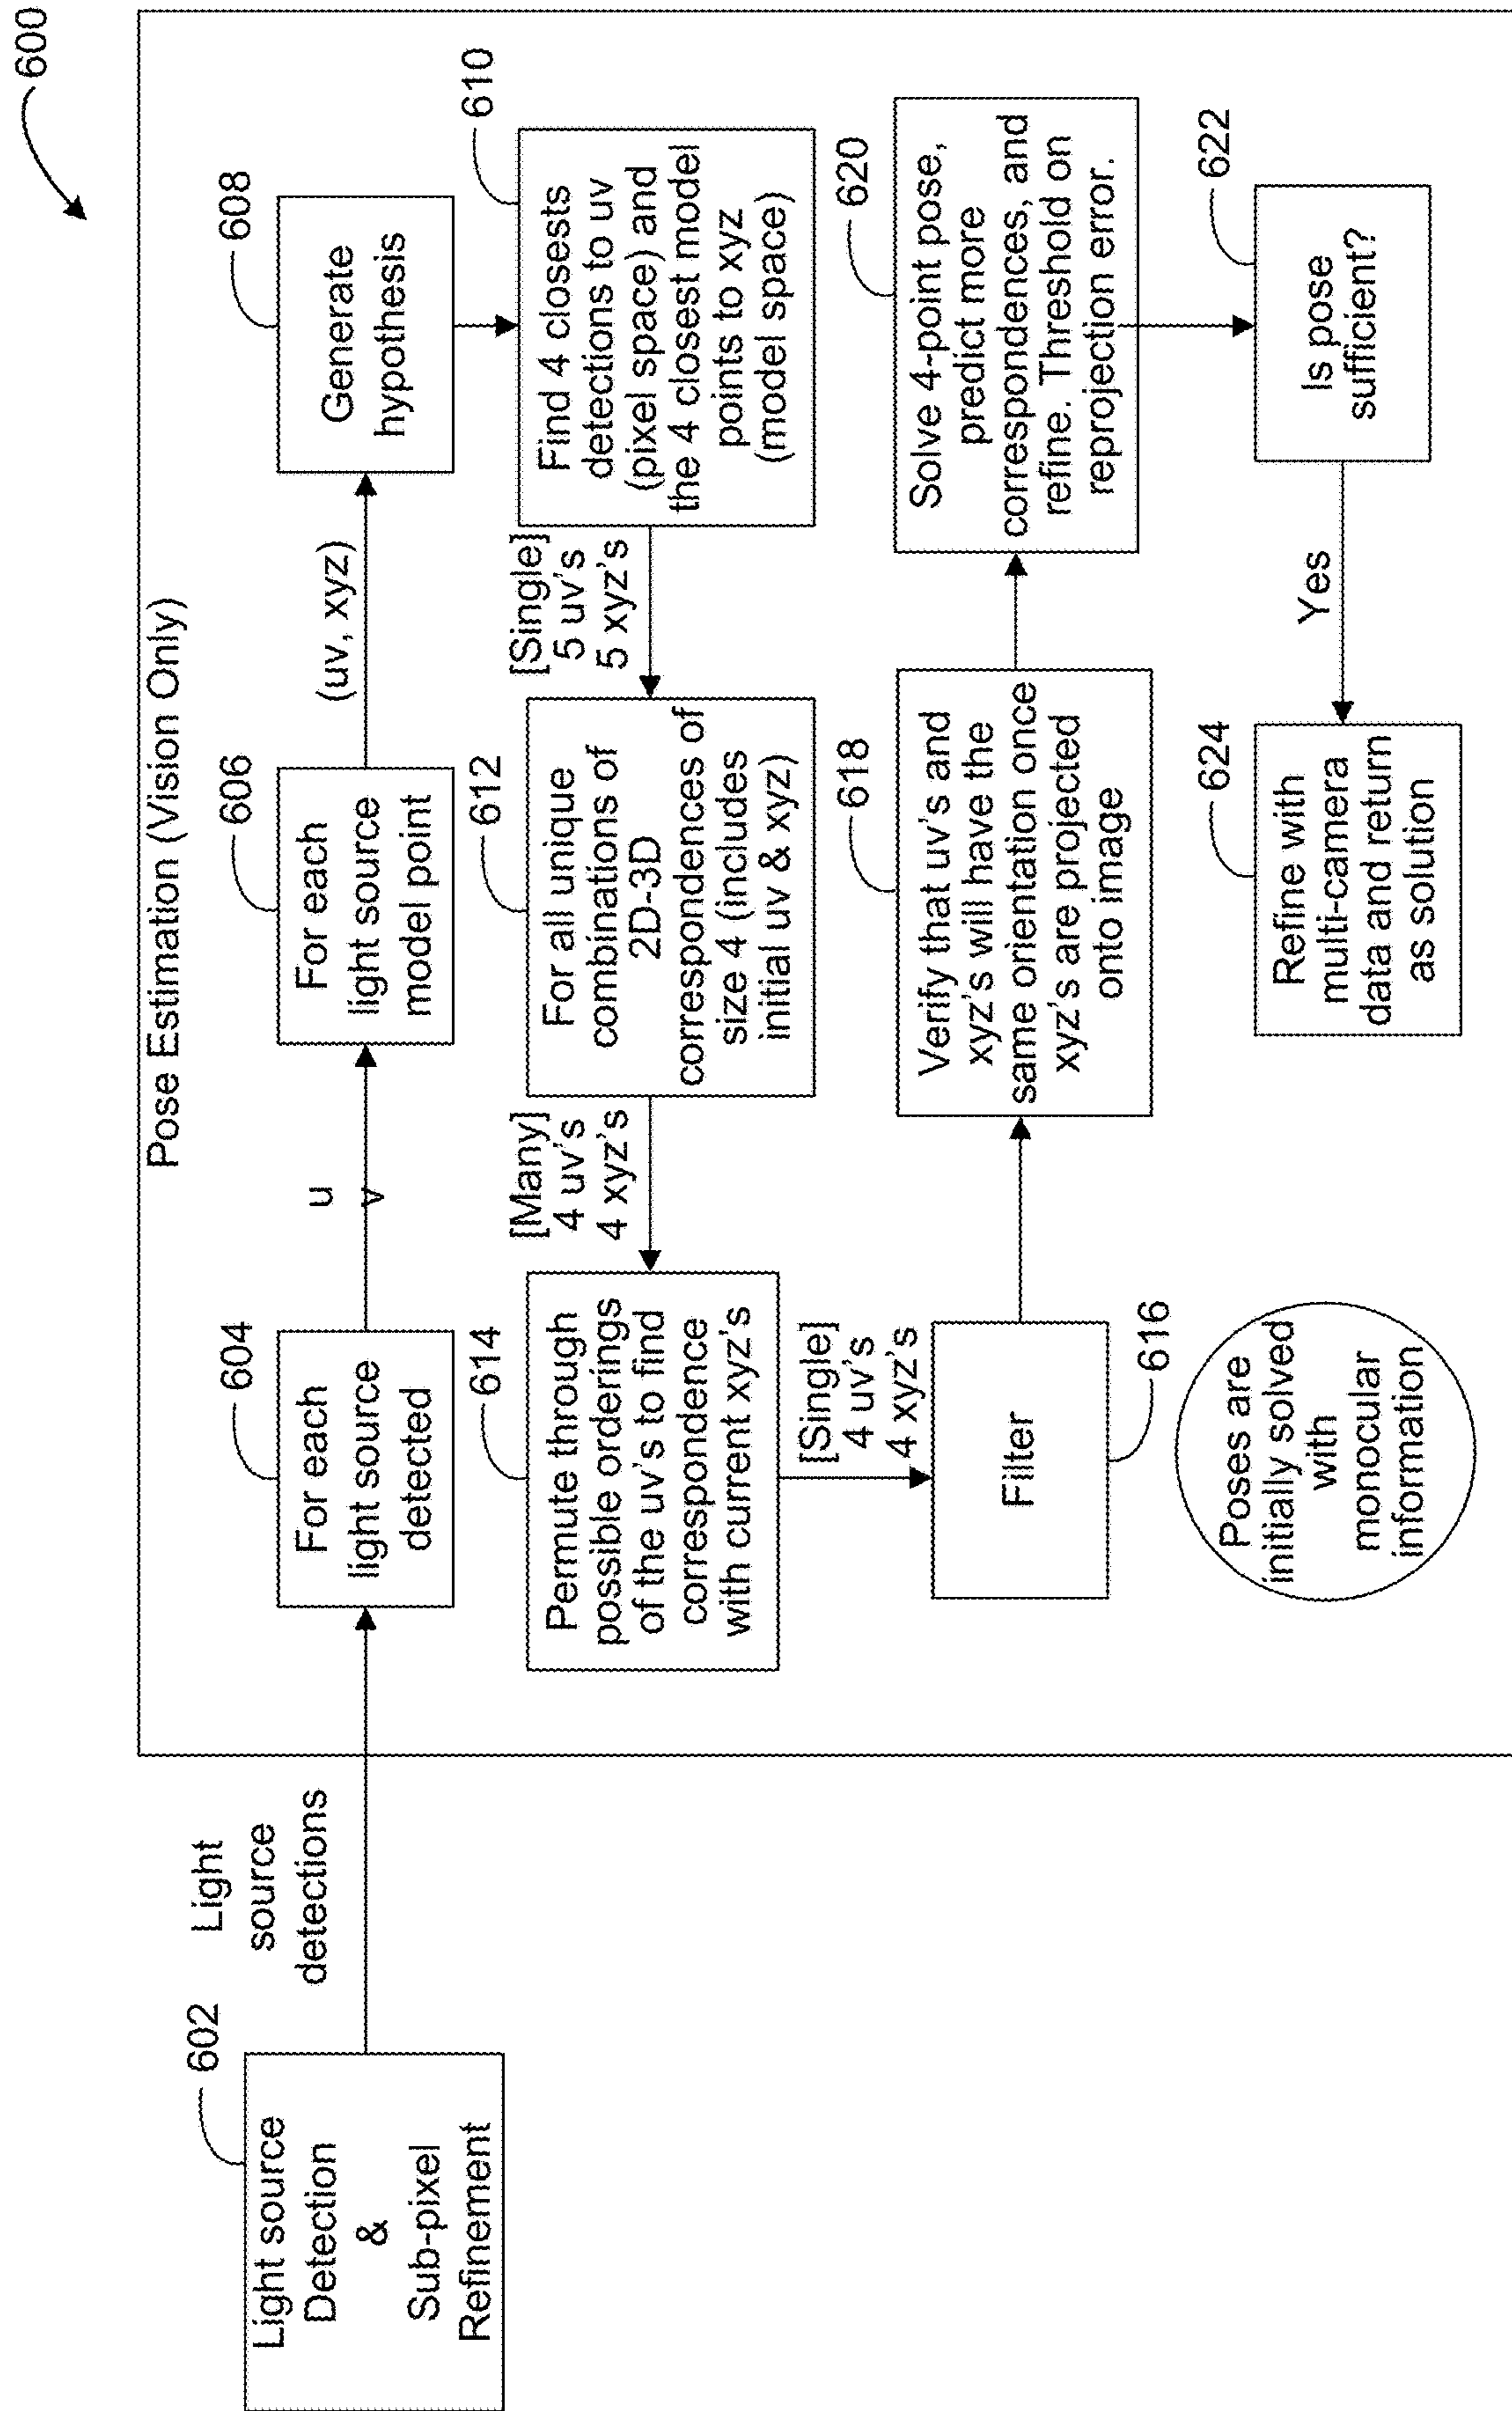 600
Pose Estimation (Vision Only)
602
Light source
Detection
&
Sub-pixel
Refinement
Light
source
detections
604
For each
light source
detected
u
v
606
For each
light source
model point
(uv, xyz)
608
Generate
hypothesis
610
Find 4 closests
detections to uv
(pixel space) and
the 4 closest model
points to xyz
(model space)
[Single]
5 uv's
5 xyz's
612
For all unique
combinations of
2D-3D
correspondences of
size 4 (includes
initial uv & xyz)
[Many]
4 uv's
4 xyz's
614
Permute through
possible orderings
of the uv's to find
correspondence
with current xyz's
[Single]
4 uv's
4 xyz's
Filter
616
618
Verify that uv's and
xyz's will have the
same orientation once
xyz's are projected
onto image
620
Solve 4-point pose,
predict more
correspondences, and
refine. Threshold on
reprojection error.
622
Is pose
sufficient?
Yes
624
Refine with
multi-camera
data and return
as solution
Poses are
initially solved
with
monocular
information